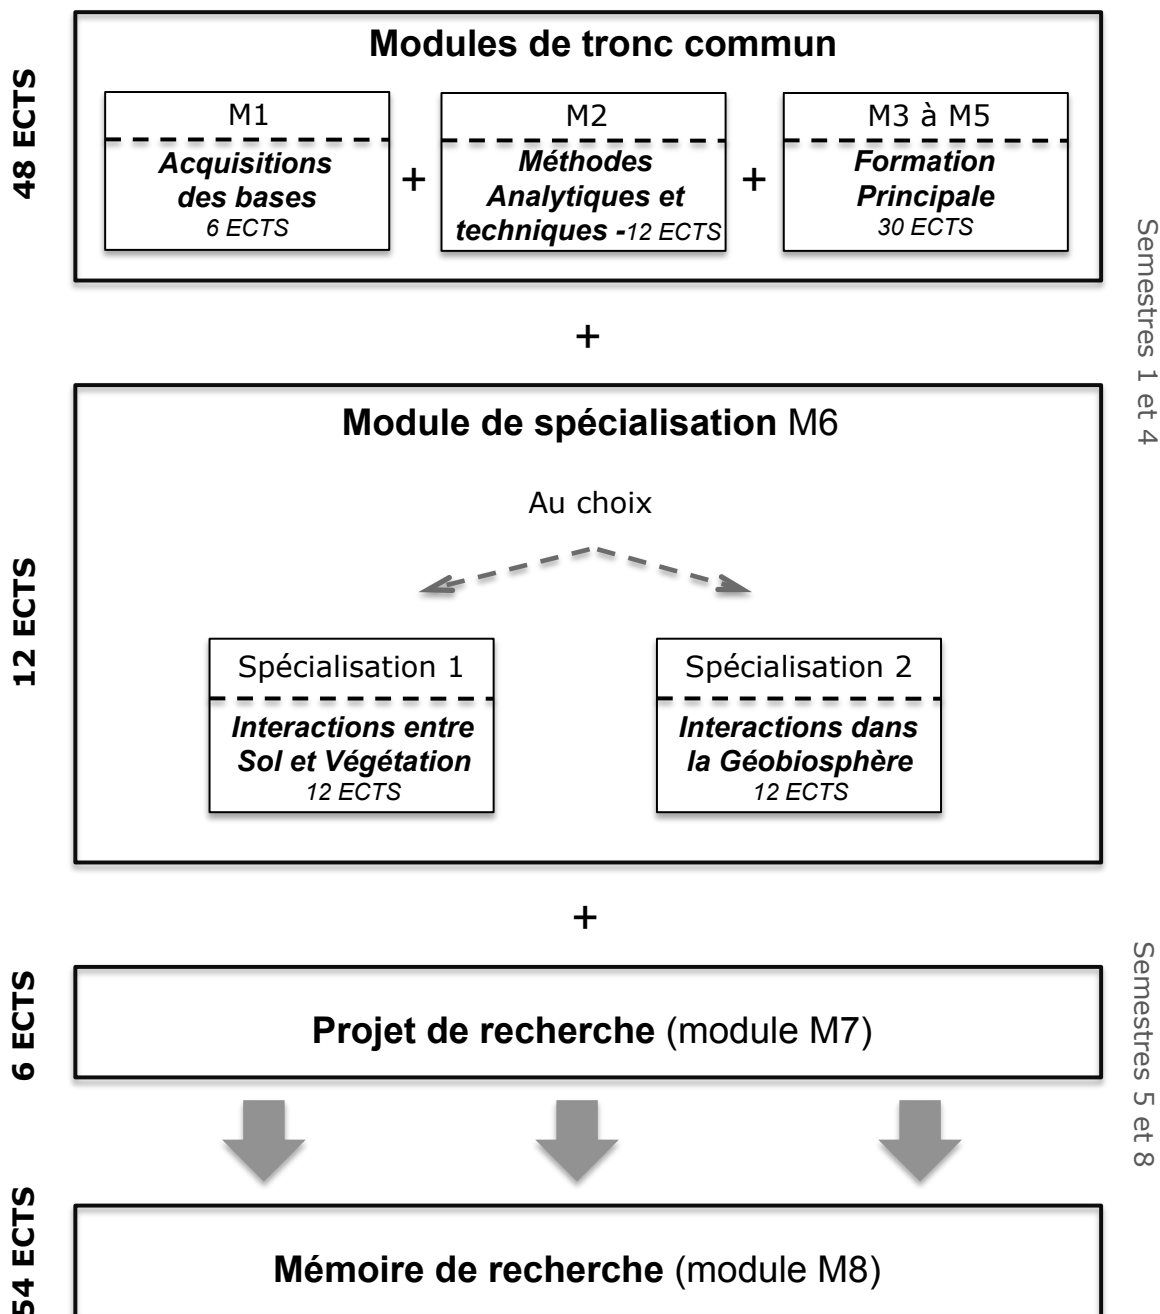 48 ECTS
Modules de tronc commun
M1
Acquisitions
des bases
6 ECTS
+
M2
Méthodes
Analytiques et
techniques -12 ECTS
+
M3 à M5
Formation
Principale
30 ECTS
Semestres 1 et 4
+
12 ECTS
Module de spécialisation M6
Au choix
Spécialisation 1
Interactions entre
Sol et Végétation
12 ECTS
Spécialisation 2
Interactions dans
la Géobiosphère
12 ECTS
+
6 ECTS
Projet de recherche (module M7)
Semestres 5 et 8
54 ECTS
Mémoire de recherche (module M8)